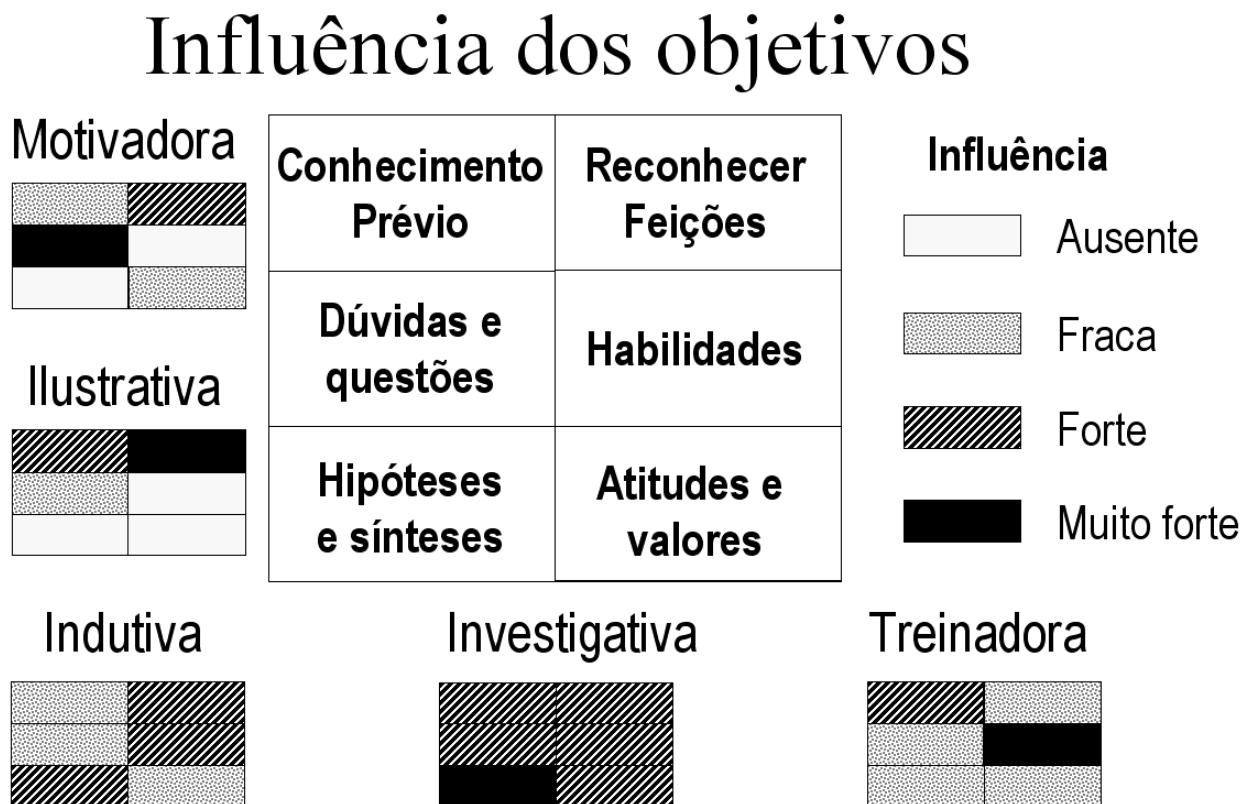 Influência dos objetivos
Motivadora
Conhecimento
Prévio
Reconhecer
Feições
Influência
Ausente
Dúvidas e
questões
Habilidades
Fraca
Ilustrativa
Forte
Hipóteses
e sínteses
Atitudes e
valores
Muito forte
Indutiva
Investigativa
Treinadora